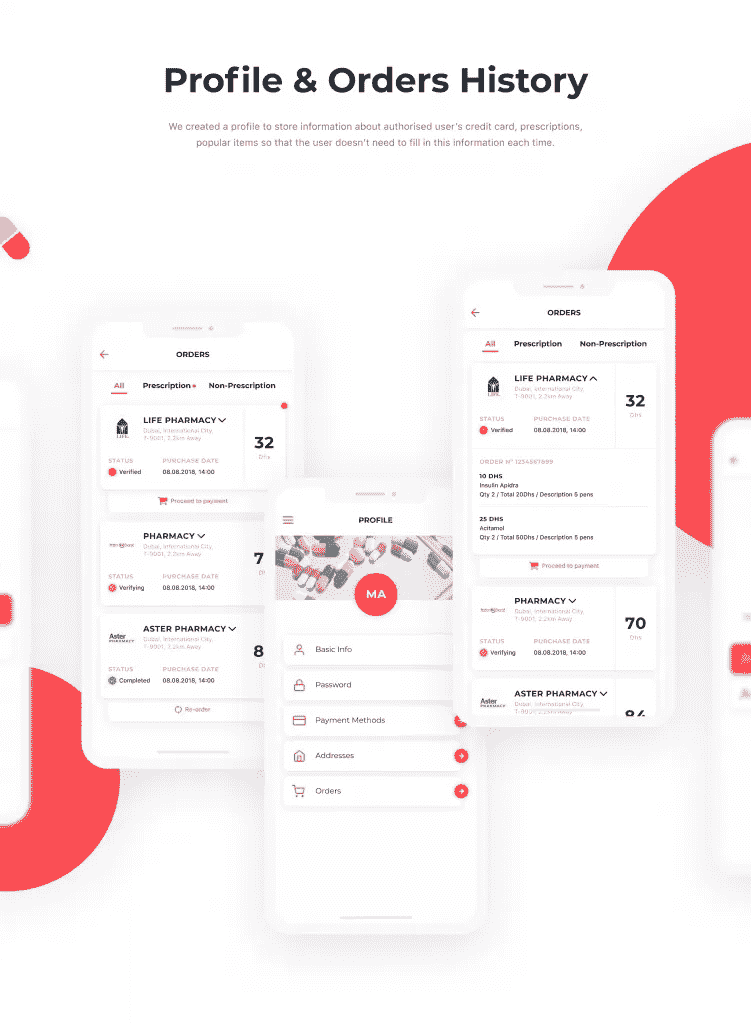 Profile & Orders History
We created a profile to store information about authorised user's credit card, prescriptions,
popular items so that the user doesn't need to fill in this information each time.
ORDERS
All Prescription Non-Prescription
LIFE PHARMACY
Dubai, International City,
T-9001, 2.2km Away
32
Dhs
LIFE
STATUS PURCHASE DATE
Verified 08.08.2018, 14:00
Proceed to payment
PHARMACY
Dubai, International City,
T-9001, 2.2km Away
7
STATUS PURCHASE DATE
Verifying 08.08.2018, 14:00
Aster
PHARMACY
ASTER PHARMACY
Dubai, International City,
T-9001, 2.2km Away
8
STATUS PURCHASE DATE
Completed 08.08.2018, 14:00
Re-order
PROFILE
MA
Basic Info
Password
Payment Methods
Addresses
Orders
ORDERS
All Prescription Non-Prescription
LIFE PHARMACY
Dubai, International City,
T-9001, 2.2km Away
32
Dhs
LIFE
STATUS PURCHASE DATE
Verified 08.08.2018, 14:00
ORDER Nº 1234567899
10 DHS
Insulin Apidra
Qty 2 / Total 20Dhs / Description 5 pens
25 DHS
Acitamol
Qty 2 / Total 50Dhs / Description 5 pens
Proceed to payment
PHARMACY
Dubai, International City,
T-9001, 2.2km Away
70
Dhs
STATUS PURCHASE DATE
Verifying 08.08.2018, 14:00
Aster
PHARMACY
ASTER PHARMACY
Dubai, International City,
T-9001, 2.2km Away
84